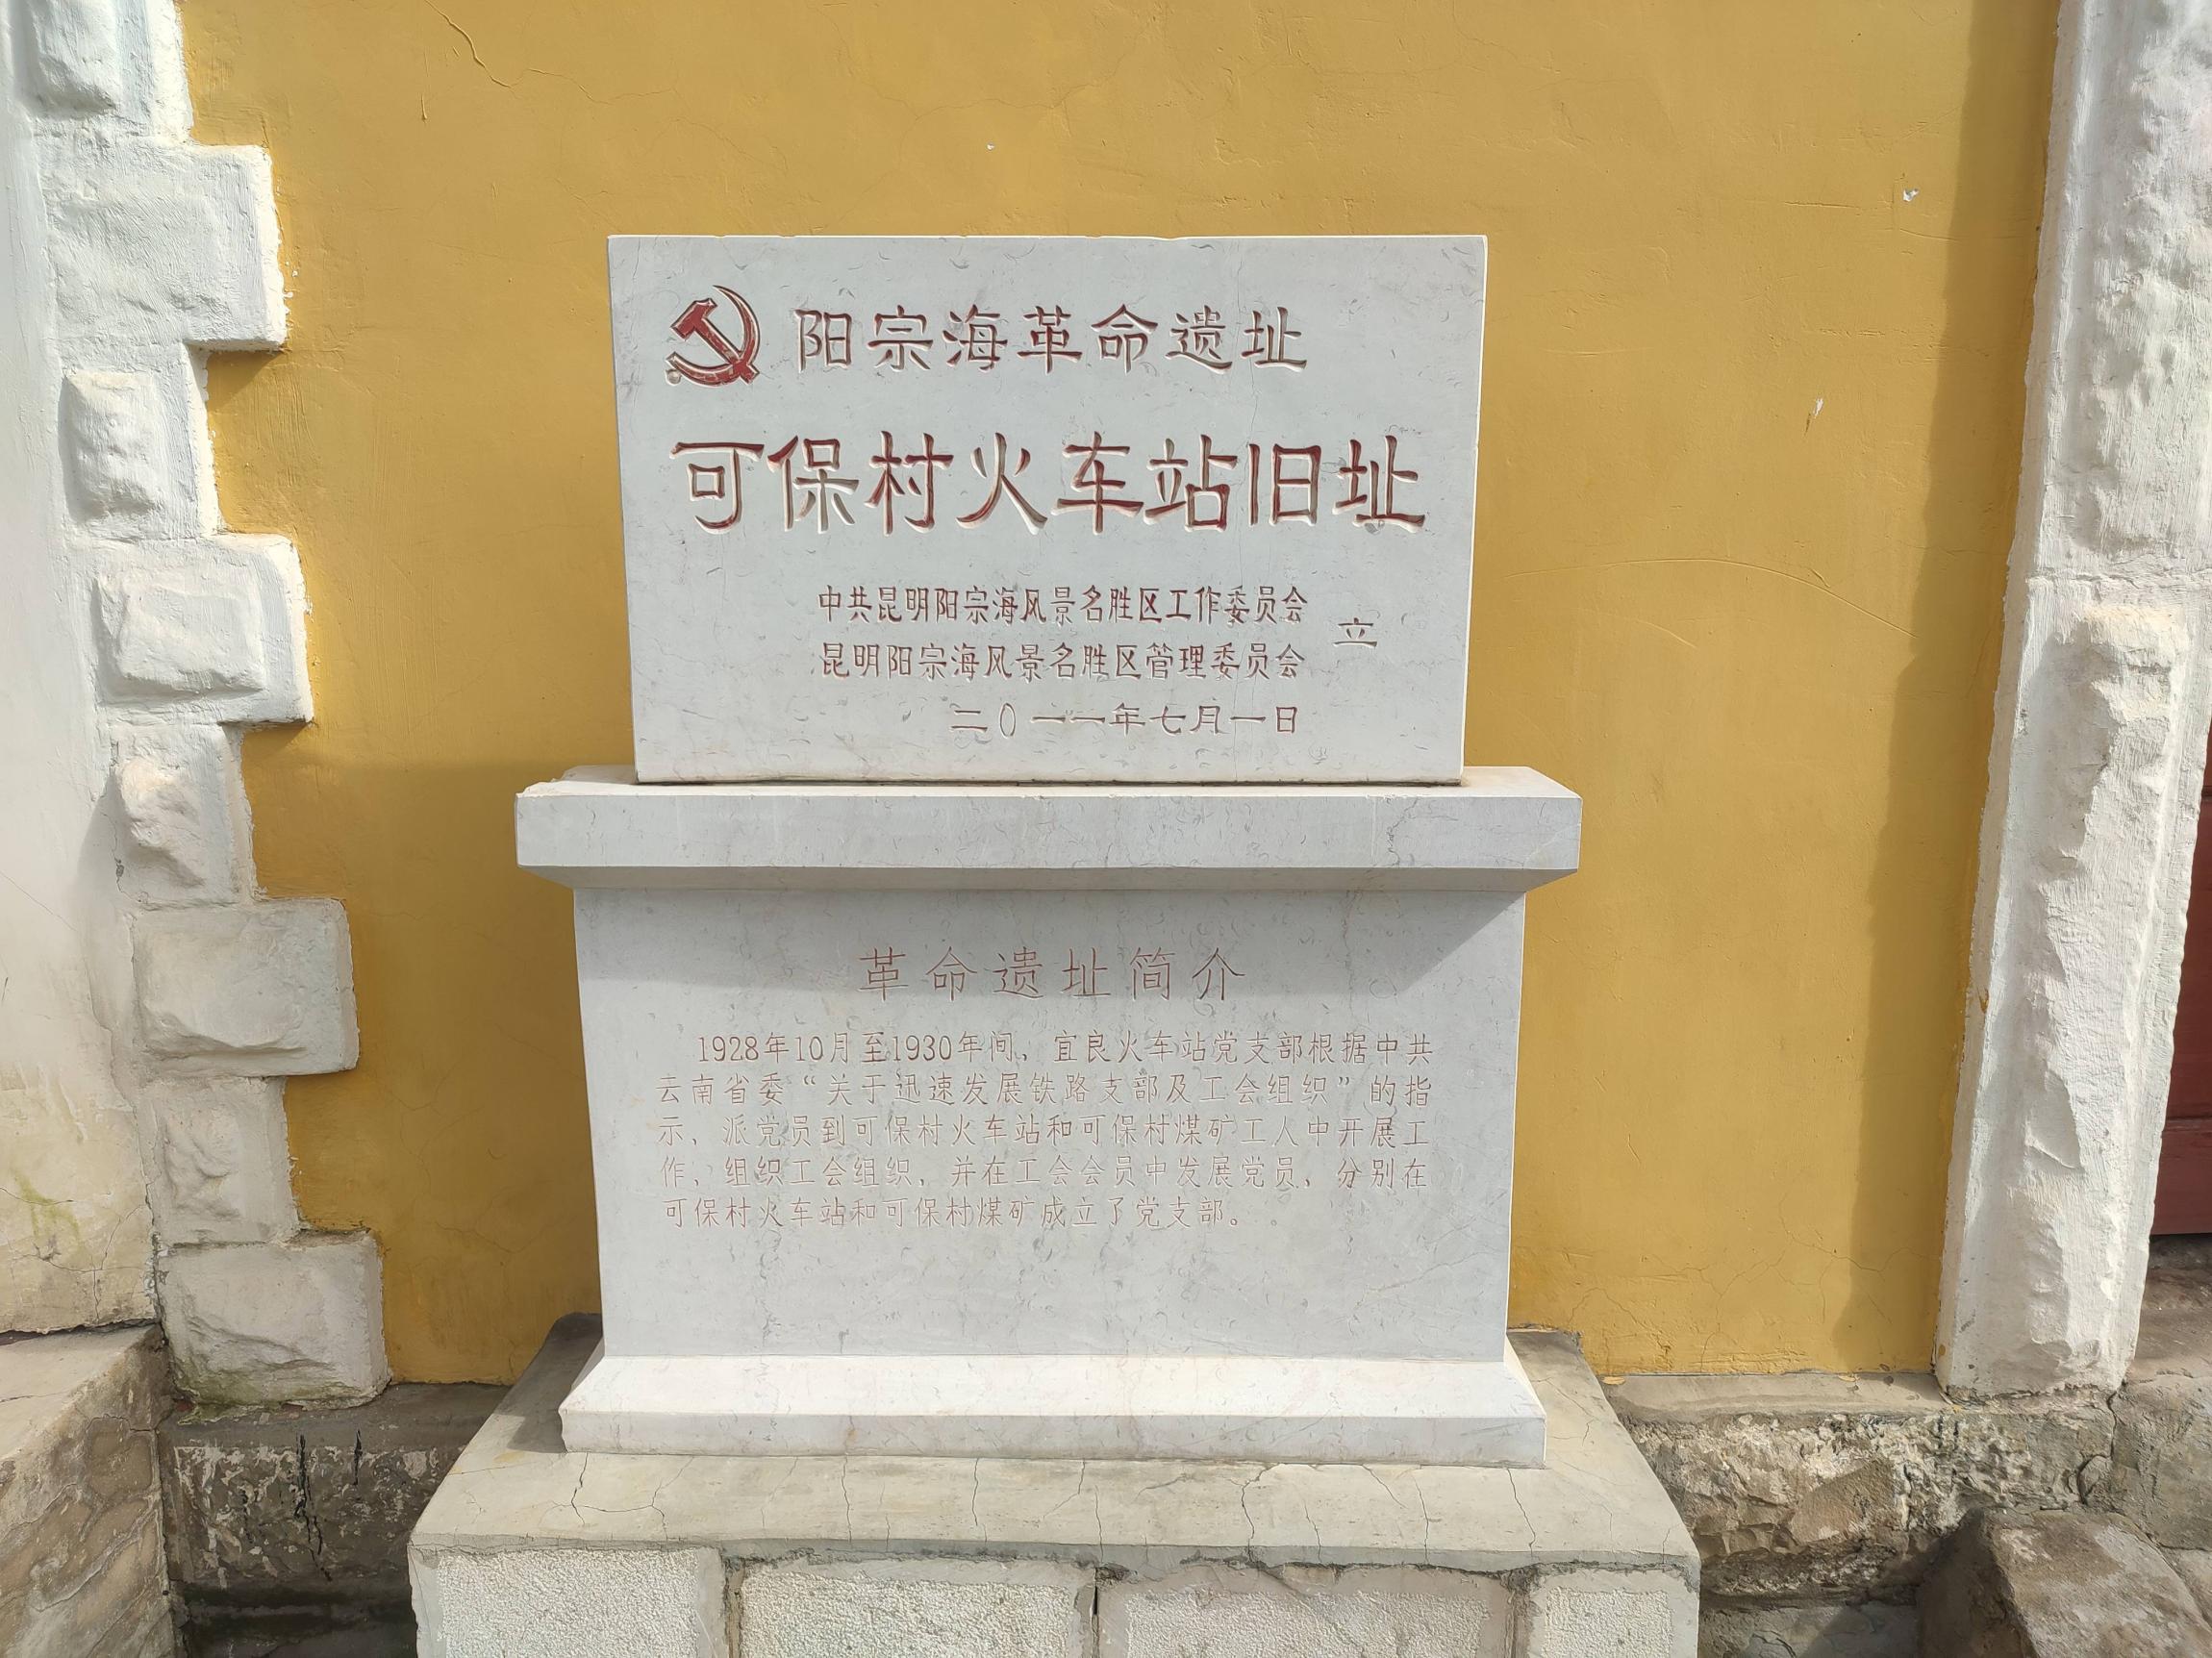 阳宗海革命遗址
可保村火车站旧址
中共昆明阳宗海风景名胜区工作委员会
昆明阳宗海风景名胜区管理委员会
立
二〇一一年七月一日
革命遗址简介
1928年10月至1930年间，宜良火车站党支部根据中共
云南省委“关于迅速发展铁路支部及工会组织”的指
示，派党员到可保村火车站和可保村煤矿工人中开展工
作，组织工会组织，并在工会会员中发展党员，分别在
可保村火车站和可保村煤矿成立了党支部。